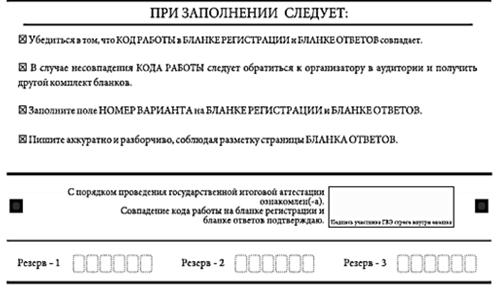 ПРИ ЗАПОЛНЕНИИ СЛЕДУЕТ:
☒ Убедиться в том, что КОД РАБОТЫ в БЛАНКЕ РЕГИСТРАЦИИ и БЛАНКЕ ОТВЕТОВ совпадает.
☒ В случае несовпадения КОДА РАБОТЫ следует обратиться к организатору в аудитории и получить
другой комплект бланков.
☒ Заполните поле НОМЕР ВАРИАНТА на БЛАНКЕ РЕГИСТРАЦИИ и БЛАНКЕ ОТВЕТОВ.
☒ Пишите аккуратно и разборчиво, соблюдая разметку страницы БЛАНКА ОТВЕТОВ.
С порядком проведения государственной итоговой аттестации
ознакомлен(-а).
Совпадение кода работы на бланке регистрации и
бланке ответов подтверждаю.
Подпись участника ГВЭ строго внутри окошка
Резерв - 1 Резерв - 2 Резерв - 3